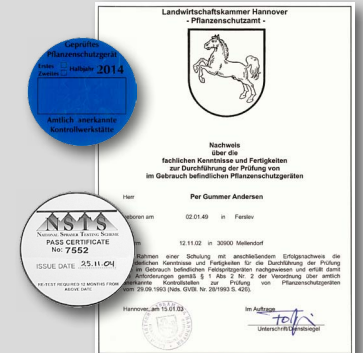 Landwirtschaftskammer Hannover
- Pflanzenschutzamt -
Geprüftes
Pflanzenschutzgerät
Erstes
Zweites
Halbjahr 2014
Amtlich anerkannte
Kontrollwerkstätte
Nachweis
über die
fachlichen Kenntnisse und Fertigkeiten
zur Durchführung der Prüfung von
im Gebrauch befindlichen Pflanzenschutzgeräten
Herr Per Gummer Andersen
geboren am 02.01.49 in Ferslev
12.11.02 in 30900 Mellendorf
Rahmen einer Schulung mit anschließendem Erfolgsnachweis die
Kenntnisse und Fertigkeiten für die Durchführung der Prüfung
im Gebrauch befindlichen Feldspritzgeräten nachgewiesen und erfüllt damit
Anforderungen gemäß § 1 Abs 2 Nr. 2 der Verordnung über amtlich
anerkannte Kontrollstellen zur Prüfung von Pflanzenschutzgeräten
vom 29.09.1993 (Nds. GVBl. Nr. 28/1993 S. 426).
Hannover, am 15.01.03
Im Auftrage
Unterschrift/Dienstsiegel
NSTS
NATIONAL SPRAYER TESTING SCHEME
PASS CERTIFICATE
No: 7552
ISSUE DATE 25.11.04
RE-TEST REQUIRED 12 MONTHS FROM
ABOVE DATE